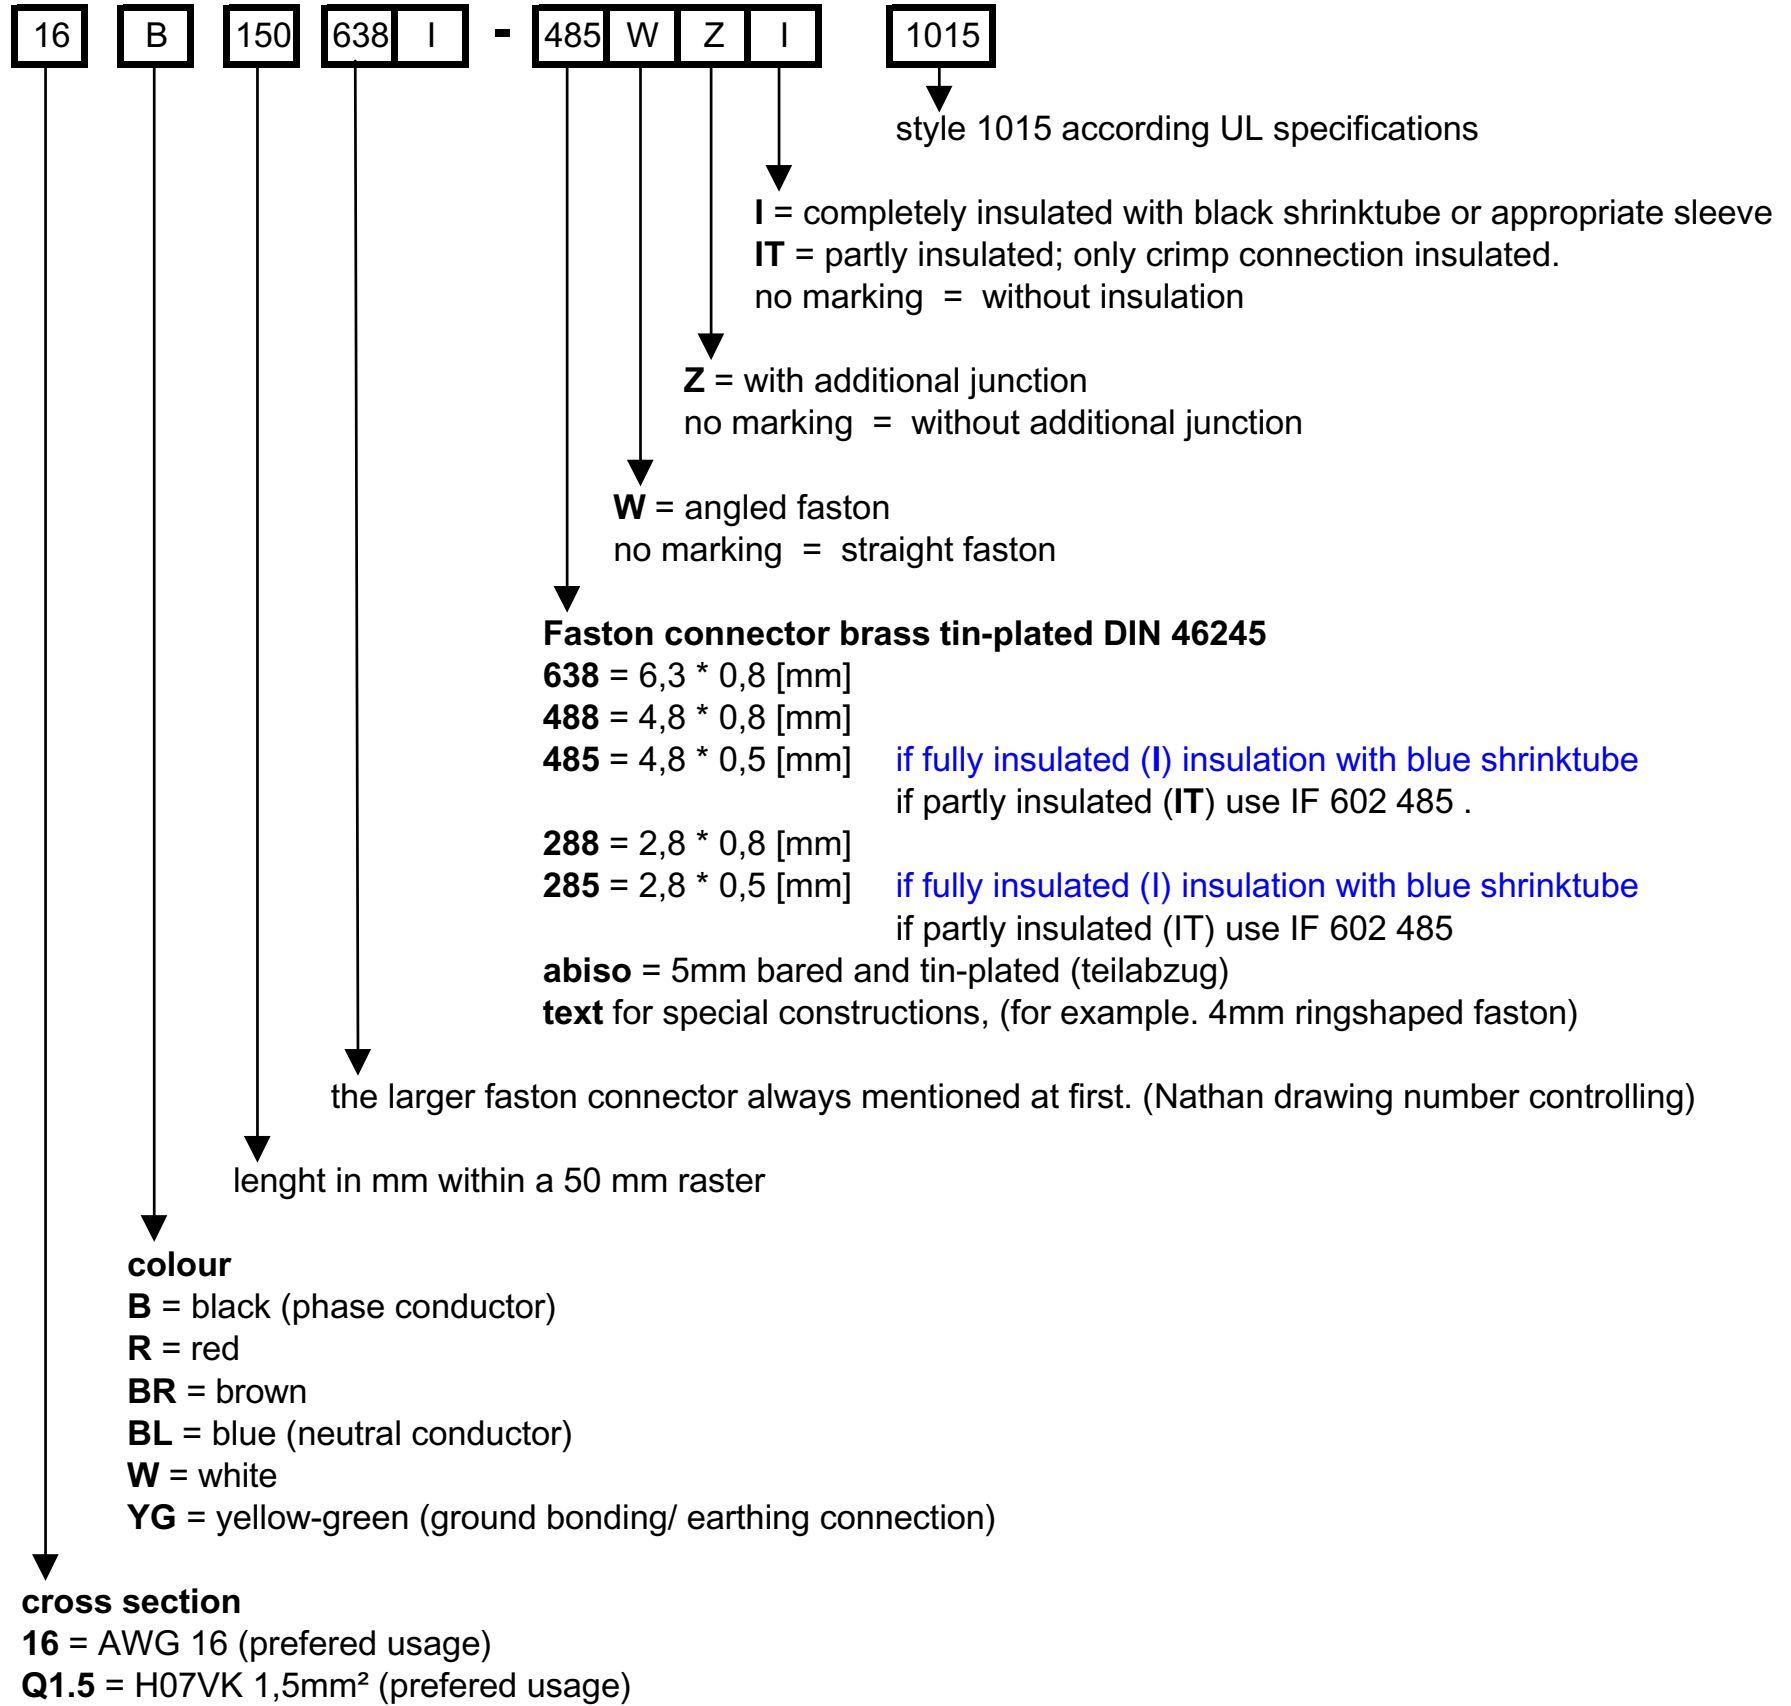 16 B 150 638 I - 485 W Z I 1015
style 1015 according UL specifications
I = completely insulated with black shrinktube or appropriate sleeve
IT = partly insulated; only crimp connection insulated.
no marking = without insulation
Z = with additional junction
no marking = without additional junction
W = angled faston
no marking = straight faston
Faston connector brass tin-plated DIN 46245
638 = 6,3 * 0,8 [mm]
488 = 4,8 * 0,8 [mm]
485 = 4,8 * 0,5 [mm] if fully insulated (I) insulation with blue shrinktube
if partly insulated (IT) use IF 602 485 .
288 = 2,8 * 0,8 [mm]
285 = 2,8 * 0,5 [mm] if fully insulated (I) insulation with blue shrinktube
if partly insulated (IT) use IF 602 485
abiso = 5mm bared and tin-plated (teilabzug)
text for special constructions, (for example. 4mm ringshaped faston)
the larger faston connector always mentioned at first. (Nathan drawing number controlling)
lenght in mm within a 50 mm raster
colour
B = black (phase conductor)
R = red
BR = brown
BL = blue (neutral conductor)
W = white
YG = yellow-green (ground bonding/ earthing connection)
cross section
16 = AWG 16 (prefered usage)
Q1.5 = H07VK 1,5mm² (prefered usage)